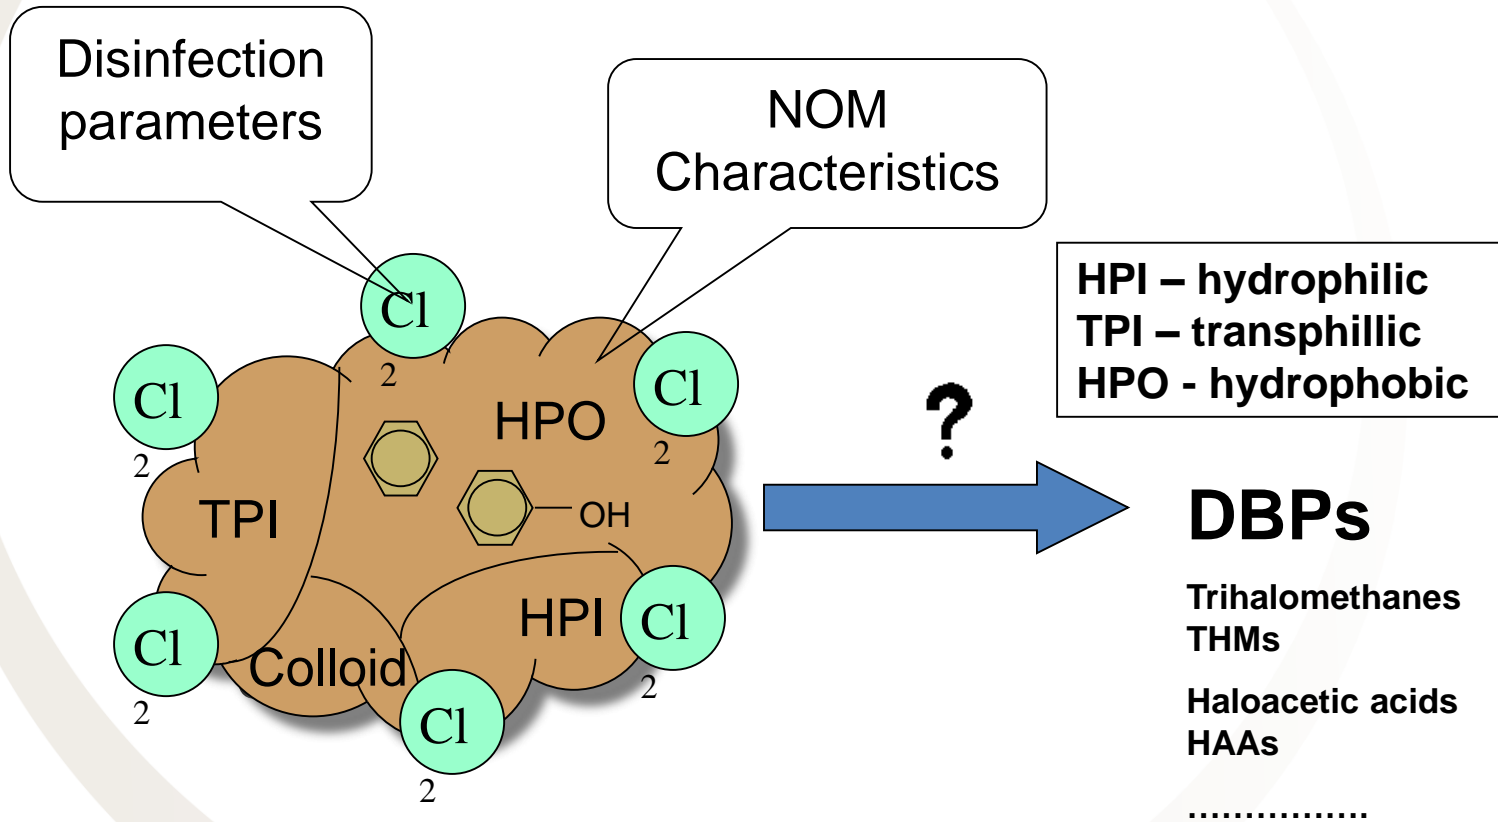 Disinfection
parameters
NOM
Characteristics
HPI – hydrophilic
TPI – transphillic
HPO - hydrophobic
Cl
2
Cl
2
Cl
2
HPO
?
TPI
OH
DBPs
Trihalomethanes
THMs
HPI
Cl
2
Cl
2
Colloid
Cl
2
Haloacetic acids
HAAs
................